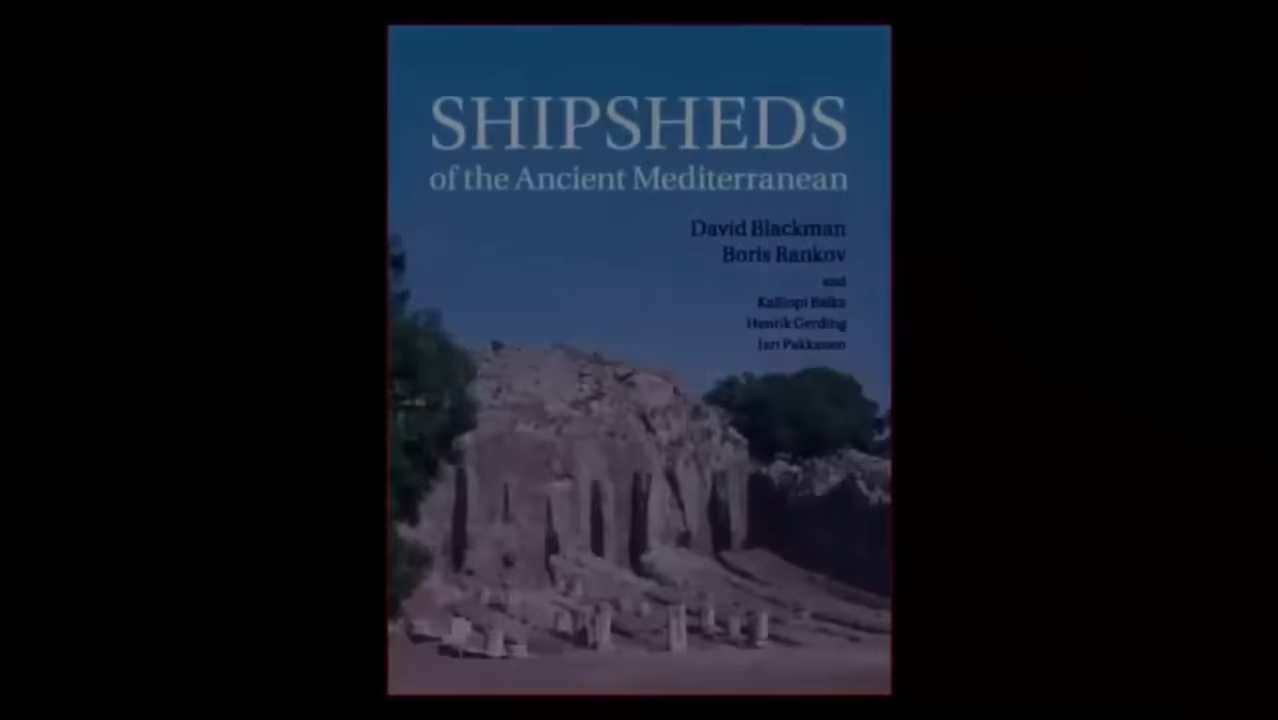 SHIPSHEDS
of the Ancient Mediterranean
David Blackman
Boris Rankov
and
Kalliopi Baika
Henrik Gerding
Jari Pakkanen